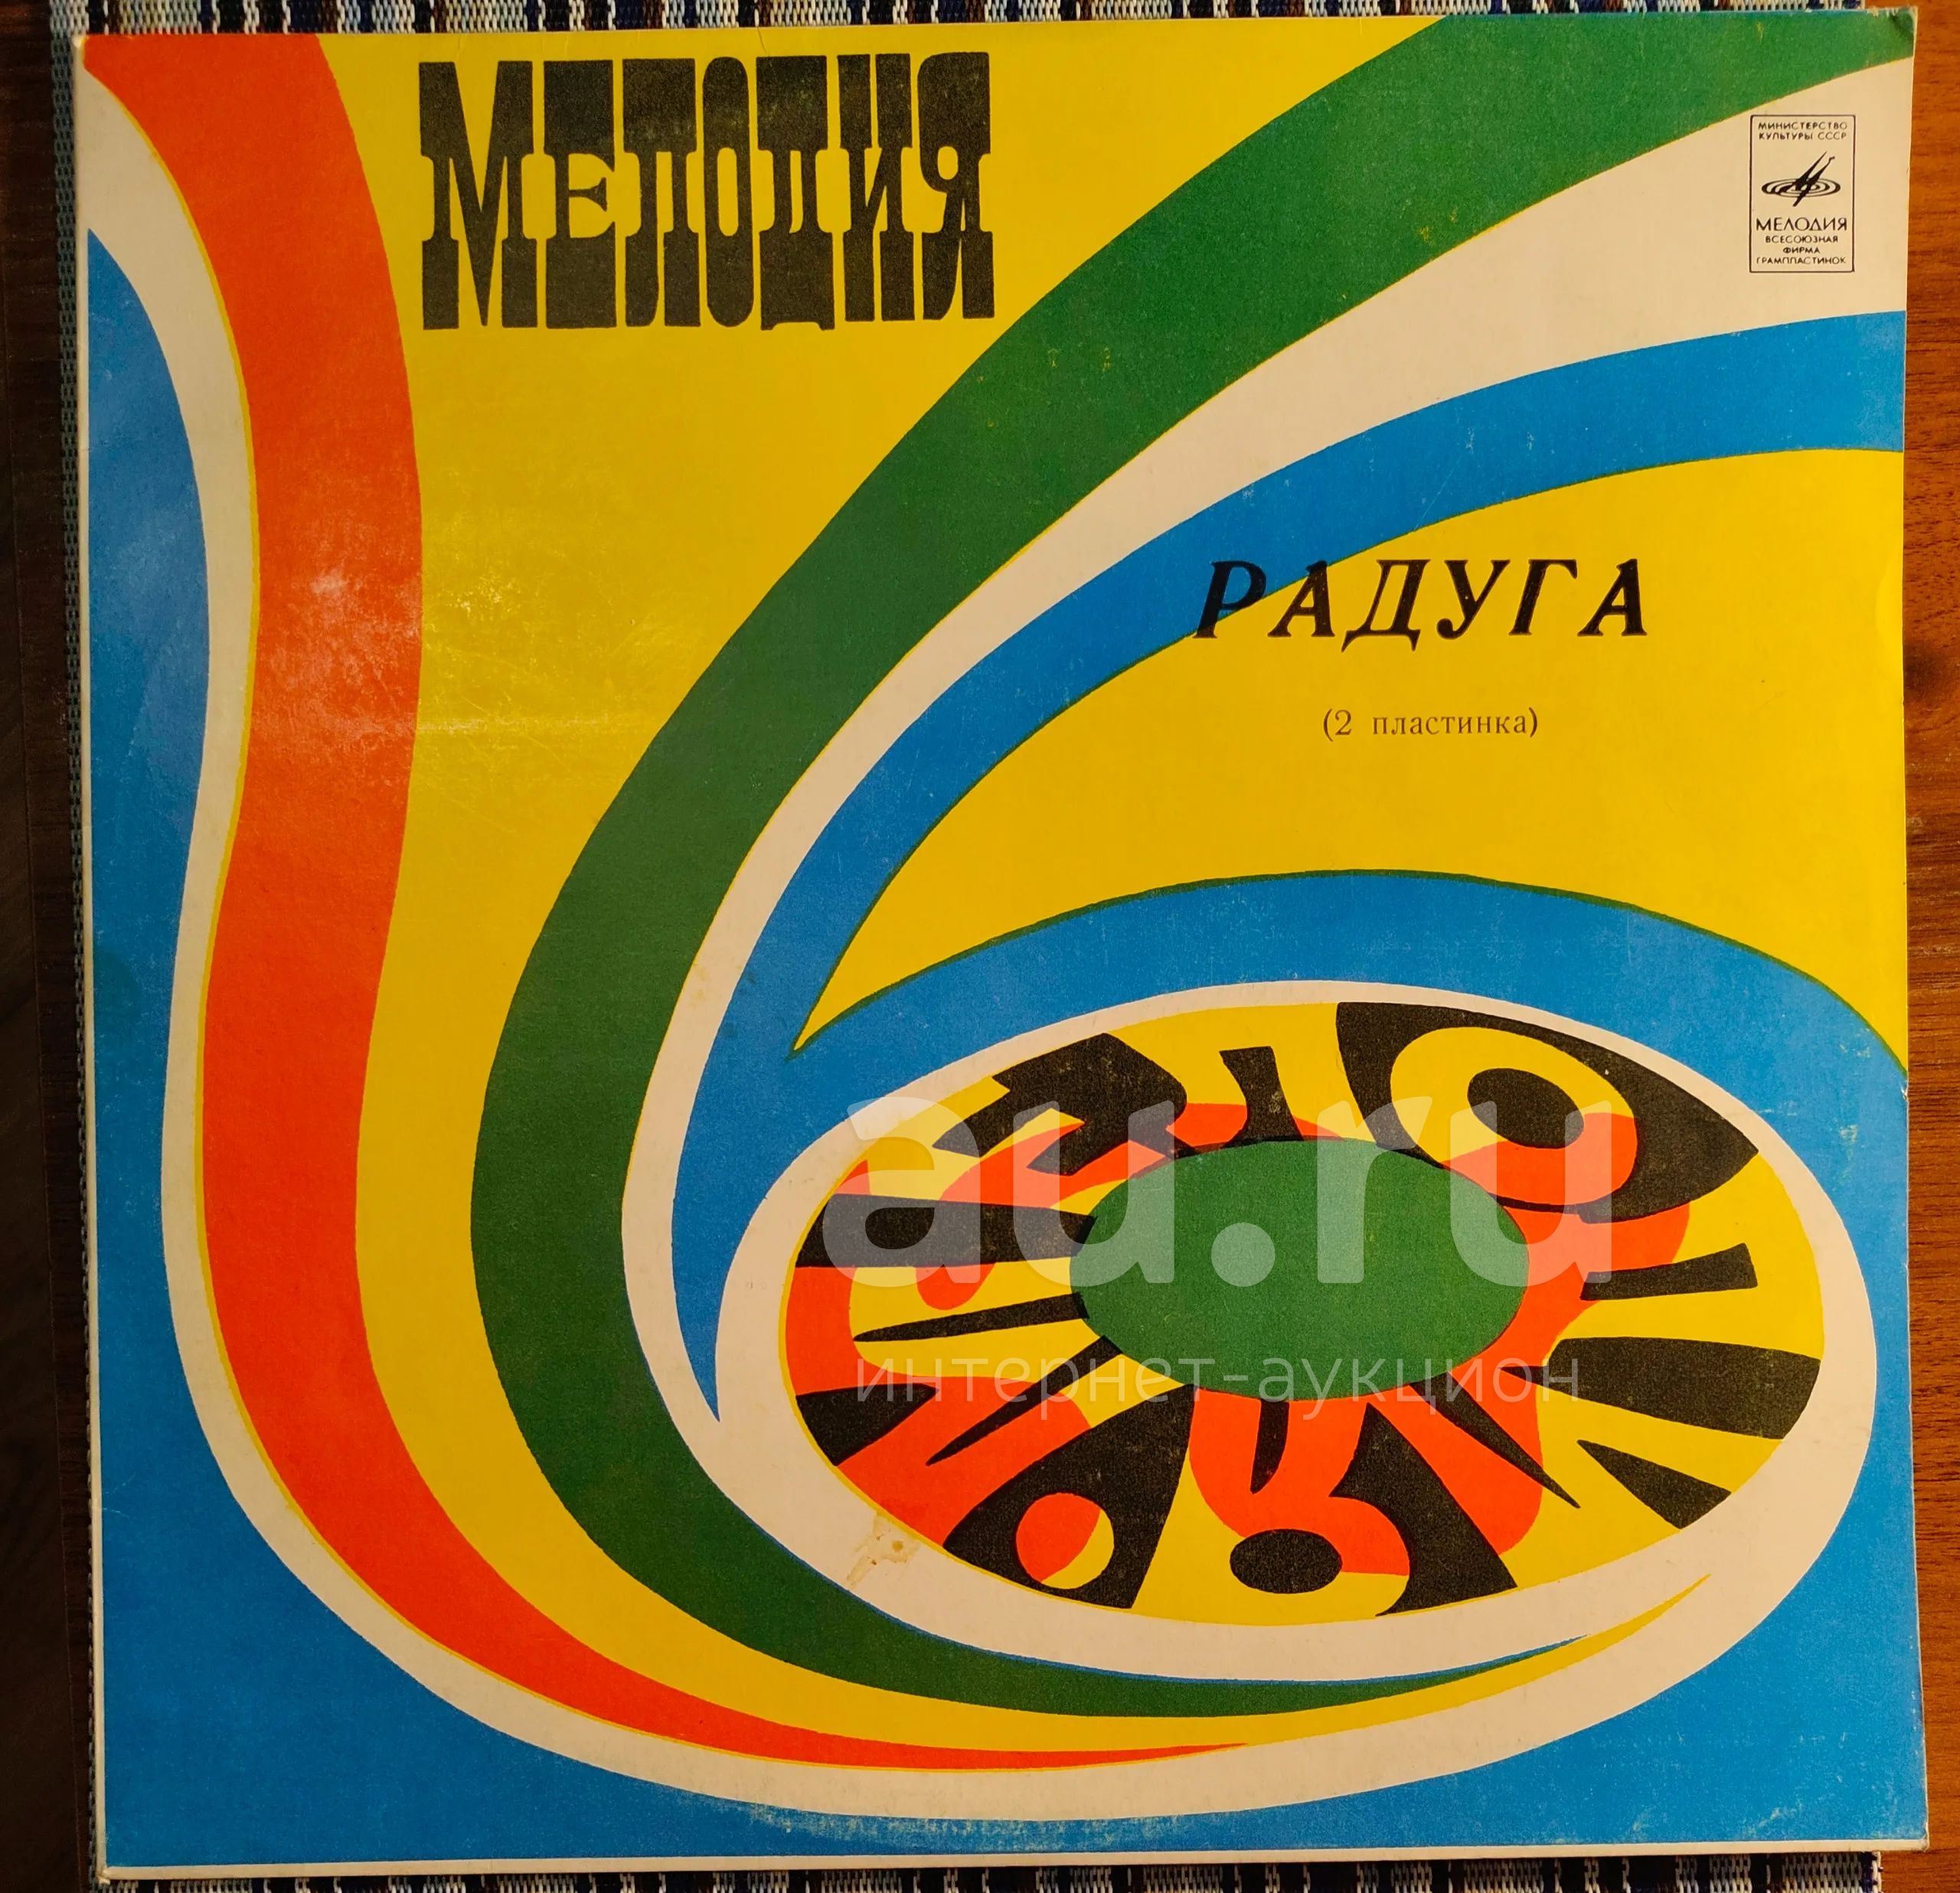 МЕЛОДИЯ
МИНИСТЕРСТВО
КУЛЬТУРЫ СССР
МЕЛОДИЯ
ВСЕСОЮЗНАЯ
ФИРМА
ГРАМПЛАСТИНОК
РАДУГА
(2 пластинка)
au.ru
интернет-аукцион